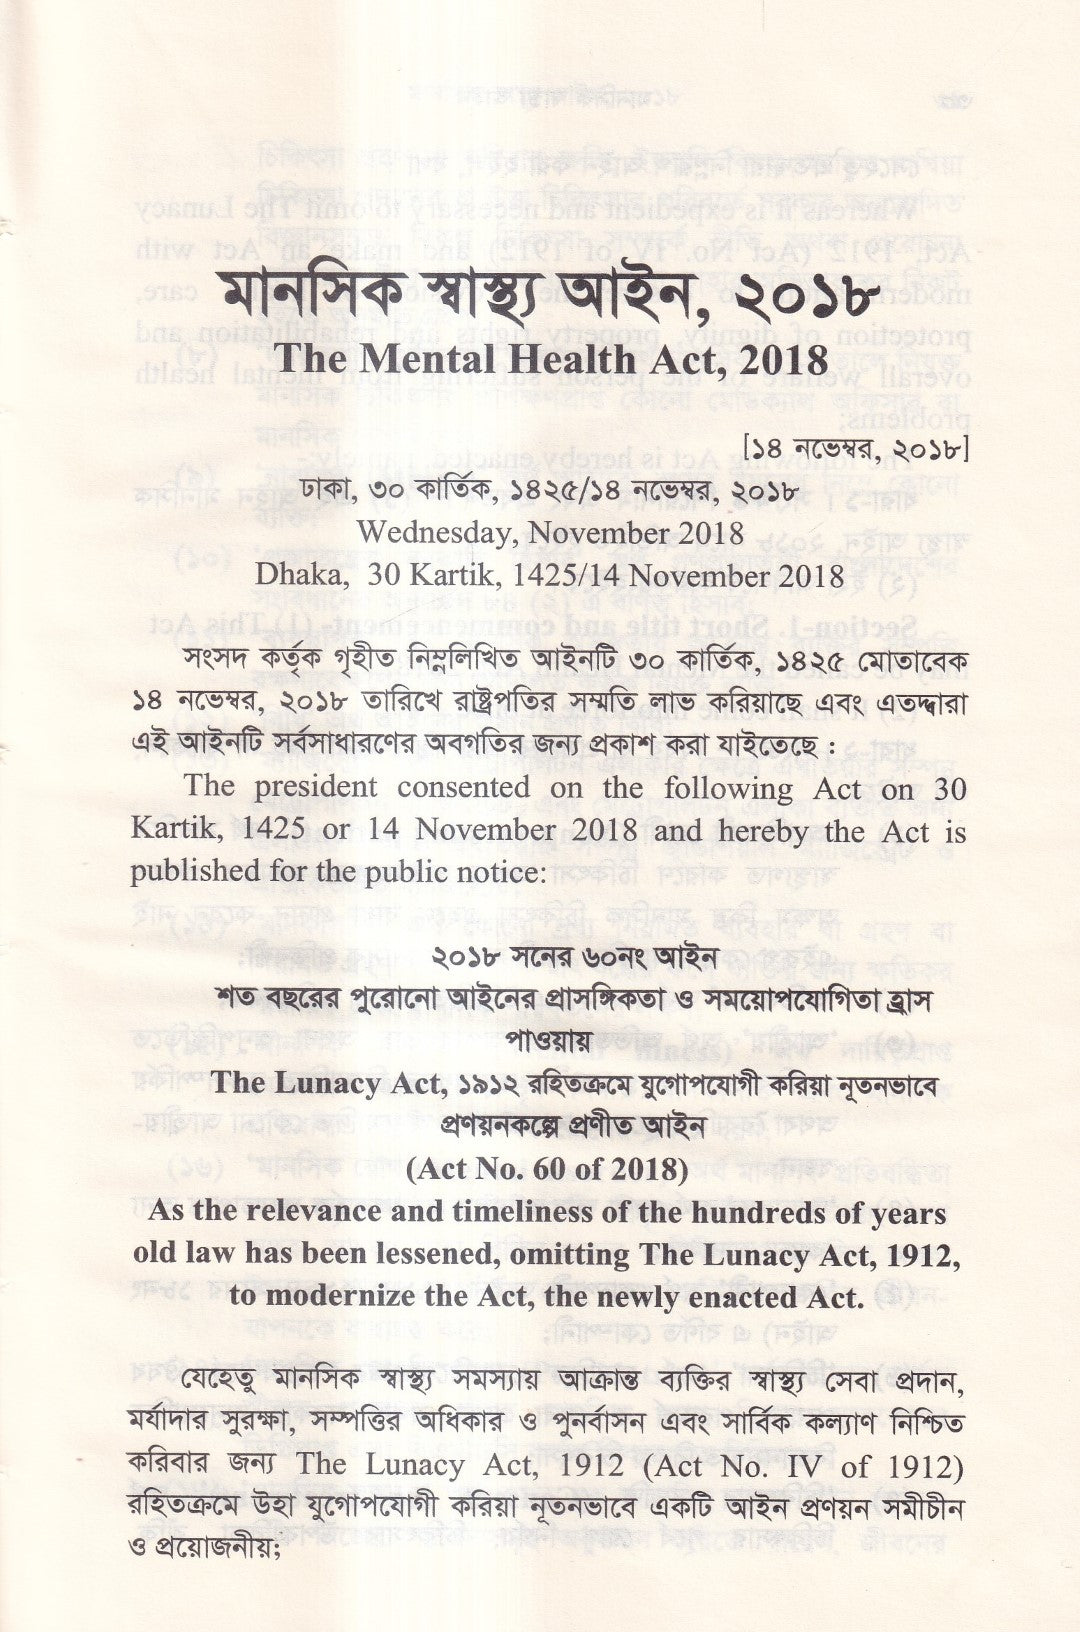 মানসিক স্বাস্থ্য আইন, ২০১৮
The Mental Health Act, 2018
[১৪ নভেম্বর, ২০১৮]
ঢাকা, ৩০ কার্তিক, ১৪২৫/১৪ নভেম্বর, ২০১৮
Wednesday, November 2018
Dhaka, 30 Kartik, 1425/14 November 2018
সংসদ কর্তৃক গৃহীত নিম্নলিখিত আইনটি ৩০ কার্তিক, ১৪২৫ মোতাবেক
১৪ নভেম্বর, ২০১৮ তারিখে রাষ্ট্রপতির সম্মতি লাভ করিয়াছে এবং এতদ্দ্বারা
এই আইনটি সর্বসাধারণের অবগতির জন্য প্রকাশ করা যাইতেছে :
The president consented on the following Act on 30
Kartik, 1425 or 14 November 2018 and hereby the Act is
published for the public notice:
২০১৮ সনের ৬০নং আইন
শত বছরের পুরোনো আইনের প্রাসঙ্গিকতা ও সময়োপযোগিতা হ্রাস
পাওয়ায়
The Lunacy Act, ১৯১২ রহিতক্রমে যুগোপযোগী করিয়া নূতনভাবে
প্রণয়নকল্পে প্রণীত আইন
(Act No. 60 of 2018)
As the relevance and timeliness of the hundreds of years
old law has been lessened, omitting The Lunacy Act, 1912,
to modernize the Act, the newly enacted Act.
যেহেতু মানসিক স্বাস্থ্য সমস্যায় আক্রান্ত ব্যক্তির স্বাস্থ্য সেবা প্রদান,
মর্যাদার সুরক্ষা, সম্পত্তির অধিকার ও পুনর্বাসন এবং সার্বিক কল্যাণ নিশ্চিত
করিবার জন্য The Lunacy Act, 1912 (Act No. IV of 1912)
রহিতক্রমে উহা যুগোপযোগী করিয়া নূতনভাবে একটি আইন প্রণয়ন সমীচীন
ও প্রয়োজনীয়;